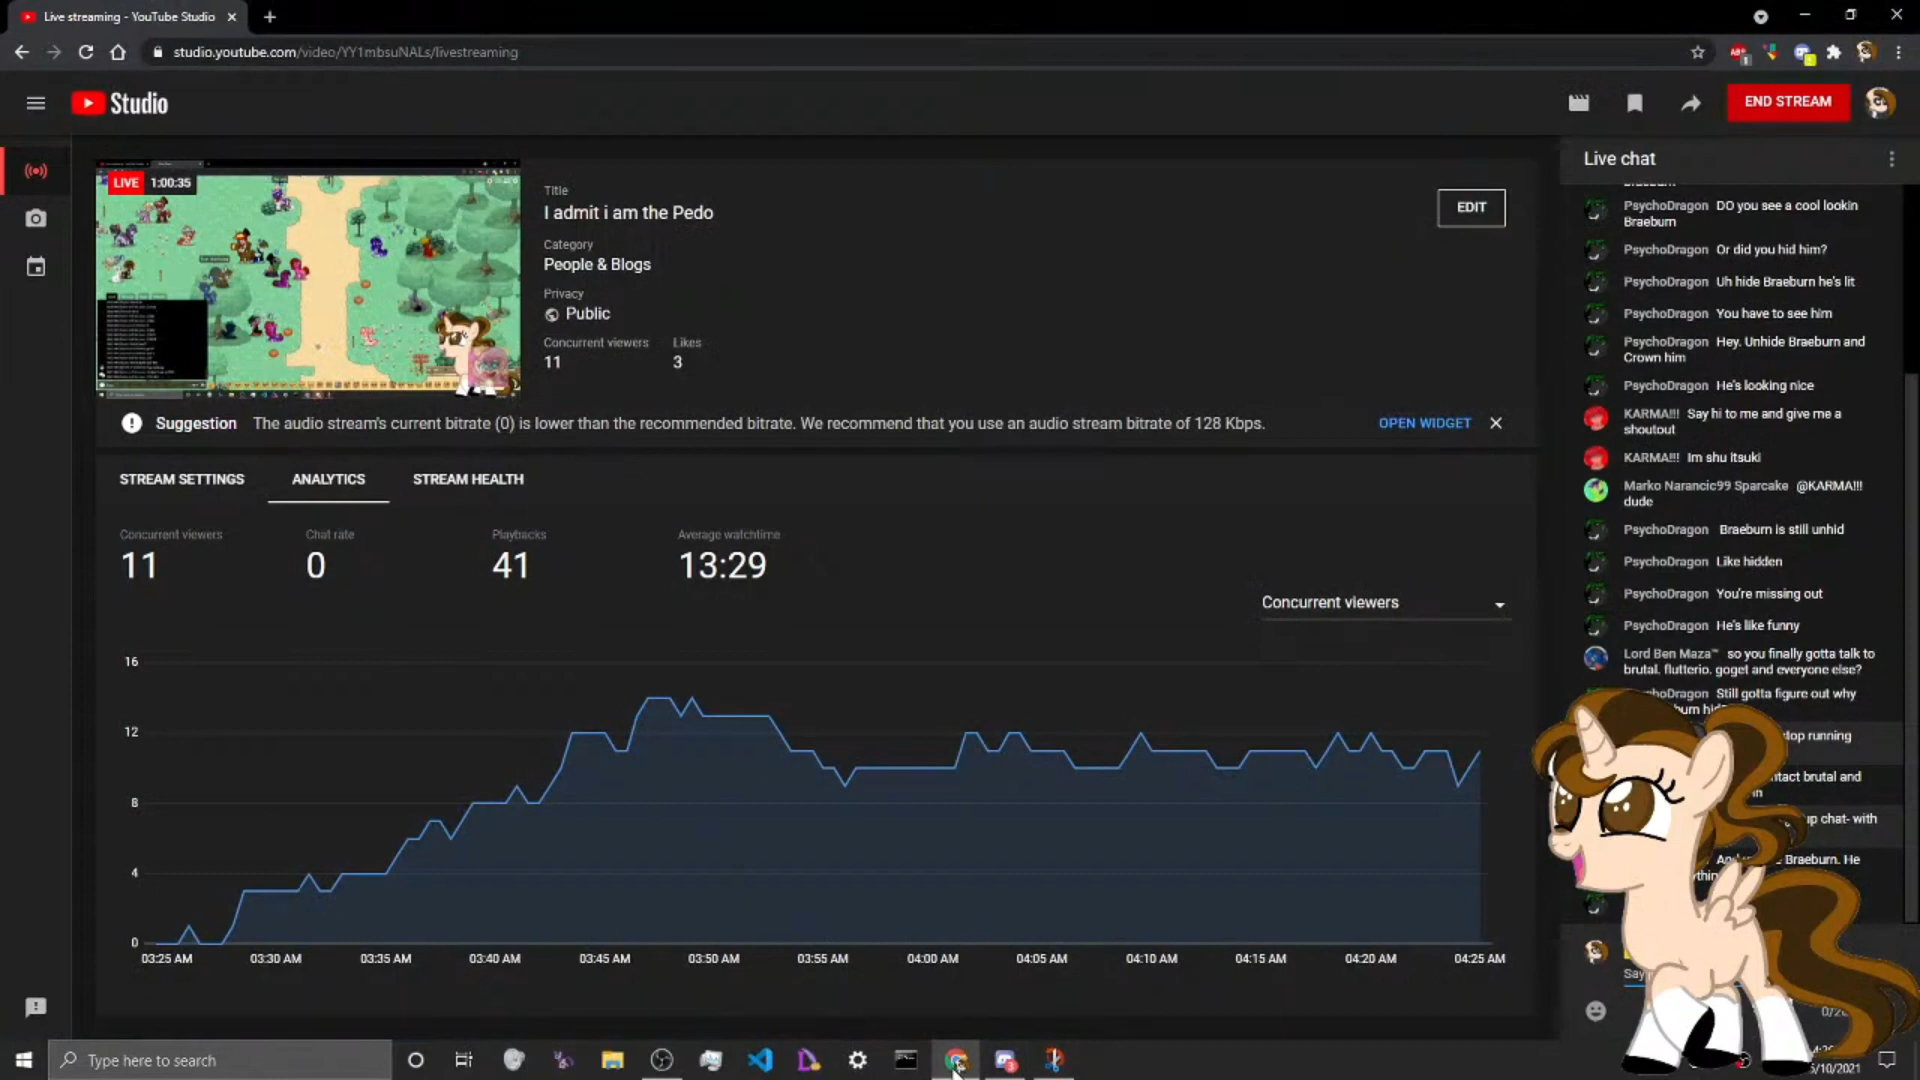 Live streaming - YouTube Studio
studio.youtube.com/video/YY1mbsuNALs/livestreaming
Studio
END STREAM
LIVE 1:00:35
Title
I admit i am the Pedo
EDIT
Category
People & Blogs
Privacy
Public
Concurrent viewers Likes
11 3
Suggestion The audio stream's current bitrate (0) is lower than the recommended bitrate. We recommend that you use an audio stream bitrate of 128 Kbps.
OPEN WIDGET
STREAM SETTINGS ANALYTICS STREAM HEALTH
Concurrent viewers Chat rate Playbacks Average watchtime
11 0 41 13:29
Concurrent viewers
16
12
8
4
0
03:25 AM 03:30 AM 03:35 AM 03:40 AM 03:45 AM 03:50 AM 03:55 AM 04:00 AM 04:05 AM 04:10 AM 04:15 AM 04:20 AM 04:25 AM
Live chat
PsychoDragon DO you see a cool lookin
Braeburn
PsychoDragon Or did you hid him?
PsychoDragon Uh hide Braeburn he's lit
PsychoDragon You have to see him
PsychoDragon Hey. Unhide Braeburn and
Crown him
PsychoDragon He's looking nice
KARMA!!! Say hi to me and give me a
shoutout
KARMA!!! Im shu itsuki
Marko Narancic99 Sparcake @KARMA!!!
dude
PsychoDragon Braeburn is still unhid
PsychoDragon Like hidden
PsychoDragon You're missing out
PsychoDragon He's like funny
Lord Ben Maza™ so you finally gotta talk to
brutal. flutterio. goget and everyone else?
Still gotta figure out why
running
brutal and
up chat- with
Braeburn. He
Type here to search
/10/2021